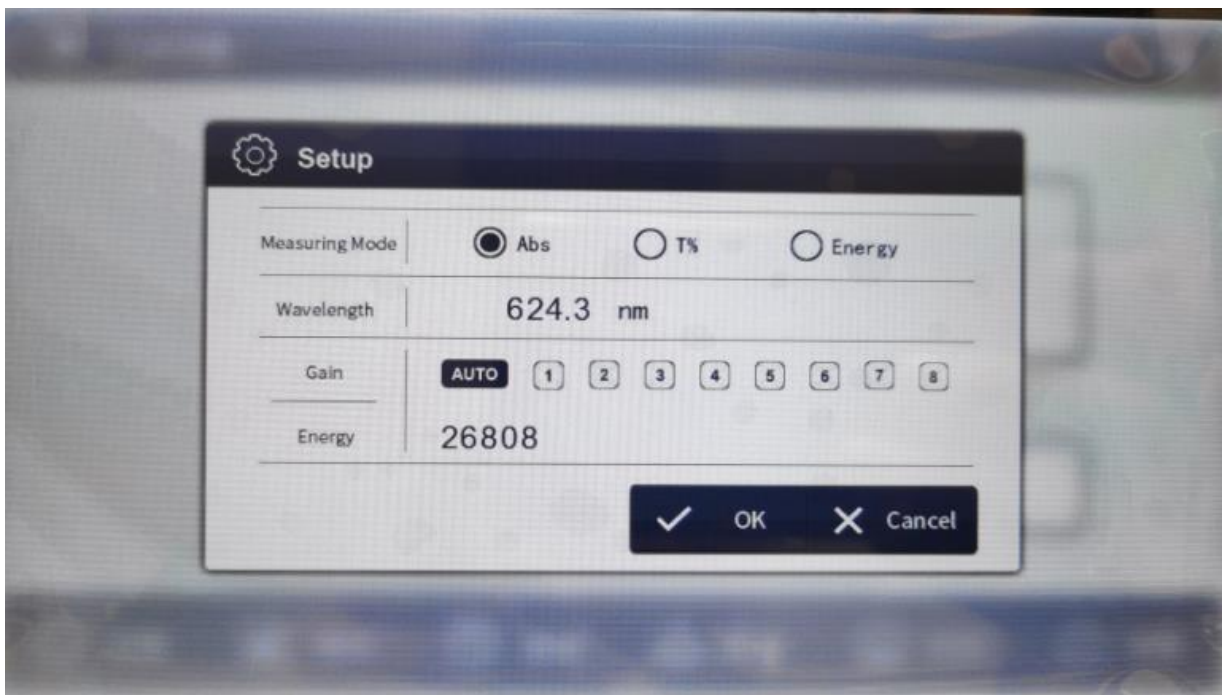 Setup
Measuring Mode Abs T% Energy
Wavelength 624.3 nm
Gain AUTO 1 2 3 4 5 6 7 8
Energy 26808
OK Cancel